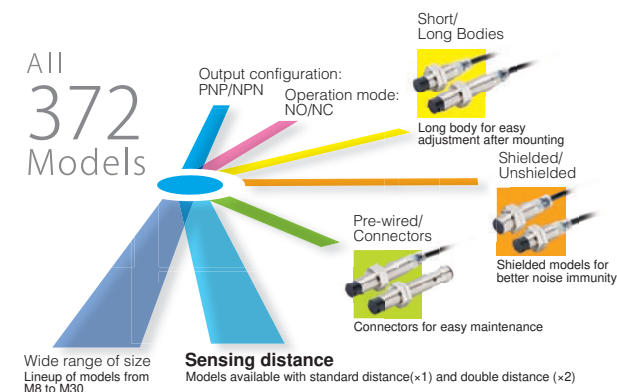 All
372
Models
Output configuration:
PNP/NPN
Operation mode:
NO/NC
Short/
Long Bodies
Long body for easy
adjustment after mounting
Shielded/
Unshielded
Shielded models for
better noise immunity
Pre-wired/
Connectors
Connectors for easy maintenance
Wide range of size
Lineup of models from
M8 to M30
Sensing distance
Models available with standard distance(×1) and double distance (×2)